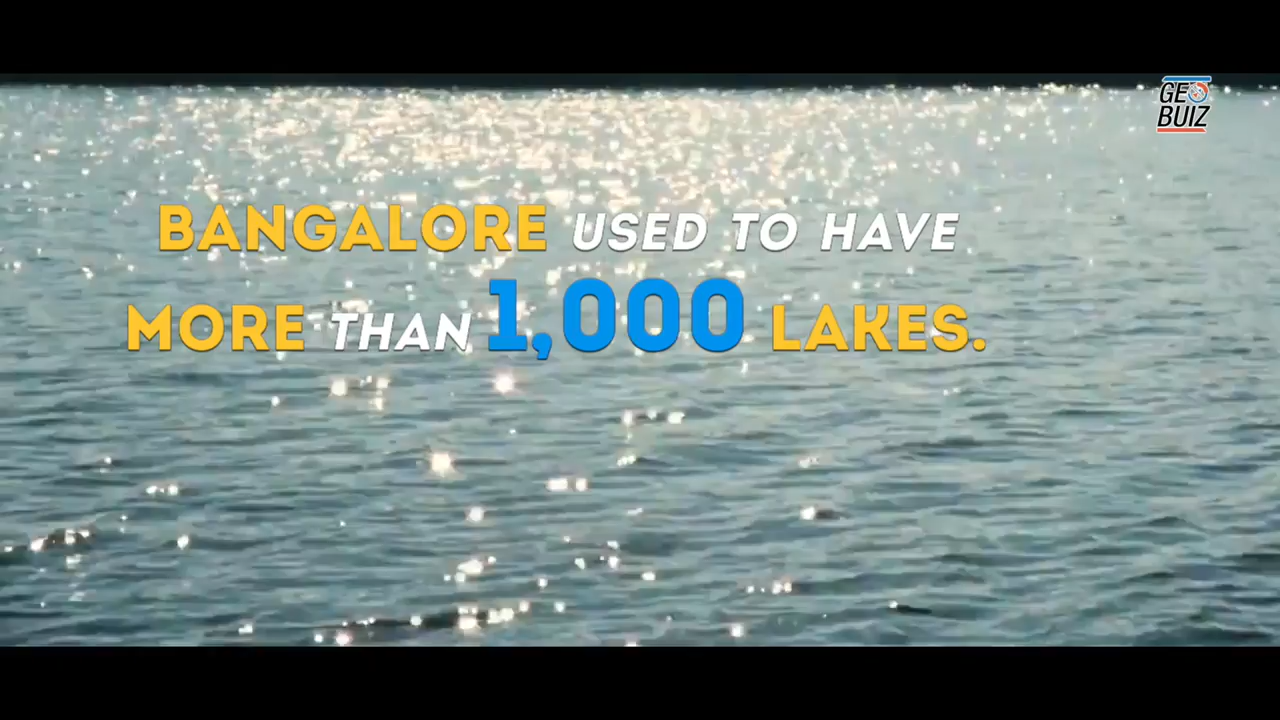 GEO
BUIZ
BANGALORE USED TO HAVE
MORE THAN 1,000 LAKES.